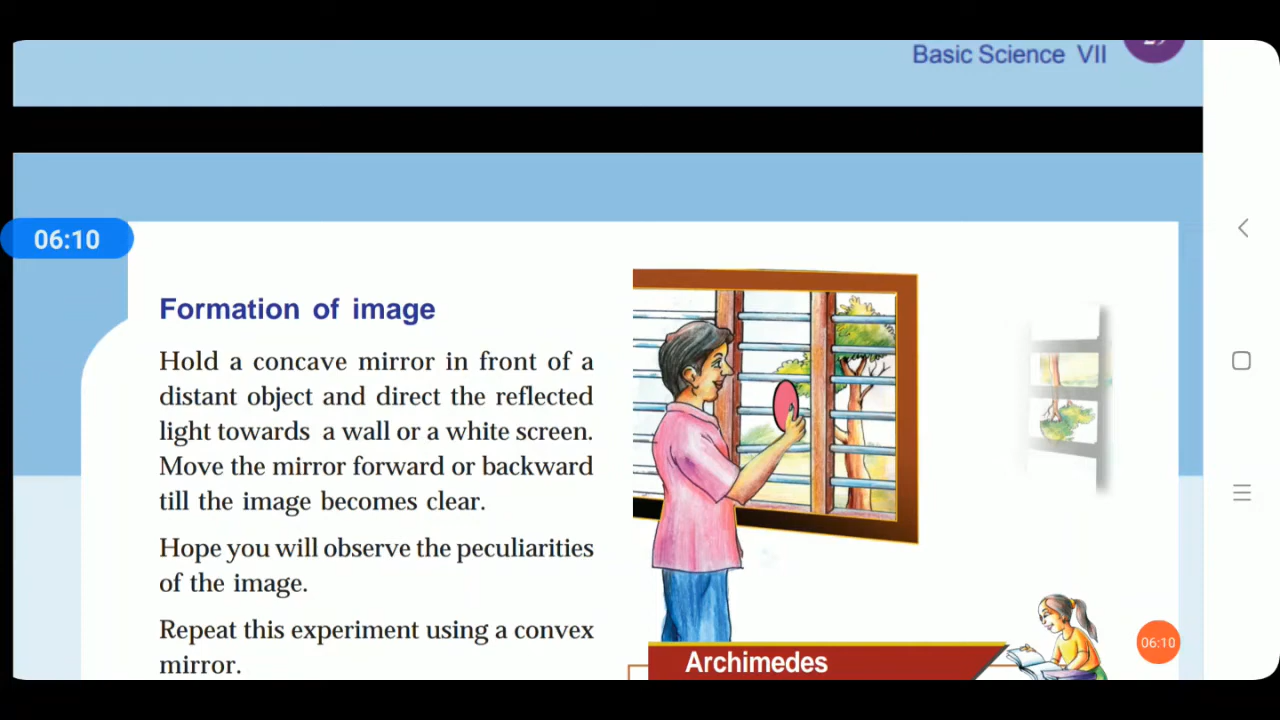 Basic Science VII
06:10
Formation of image
Hold a concave mirror in front of a
distant object and direct the reflected
light towards a wall or a white screen.
Move the mirror forward or backward
till the image becomes clear.
Hope you will observe the peculiarities
of the image.
Repeat this experiment using a convex
mirror.
Archimedes
06:10